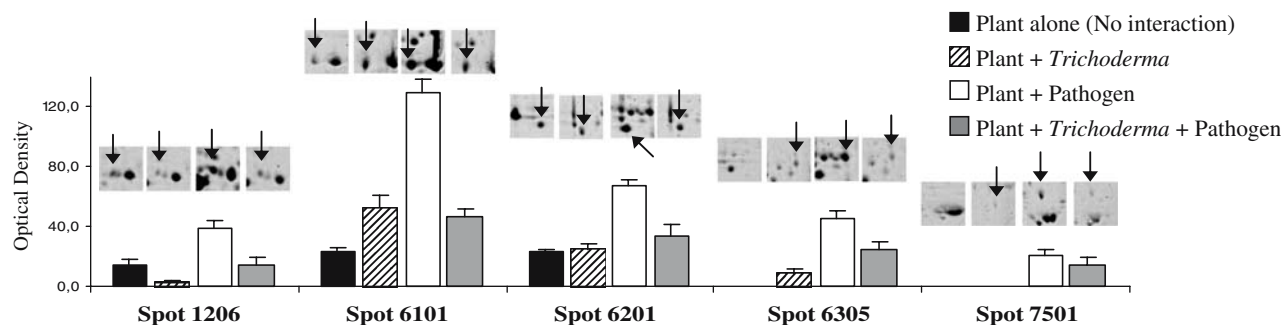 Plant alone (No interaction)
Plant + Trichoderma
Plant + Pathogen
Plant + Trichoderma + Pathogen
Optical Density
120,0
80,0
40,0
0,0
Spot 1206
Spot 6101
Spot 6201
Spot 6305
Spot 7501